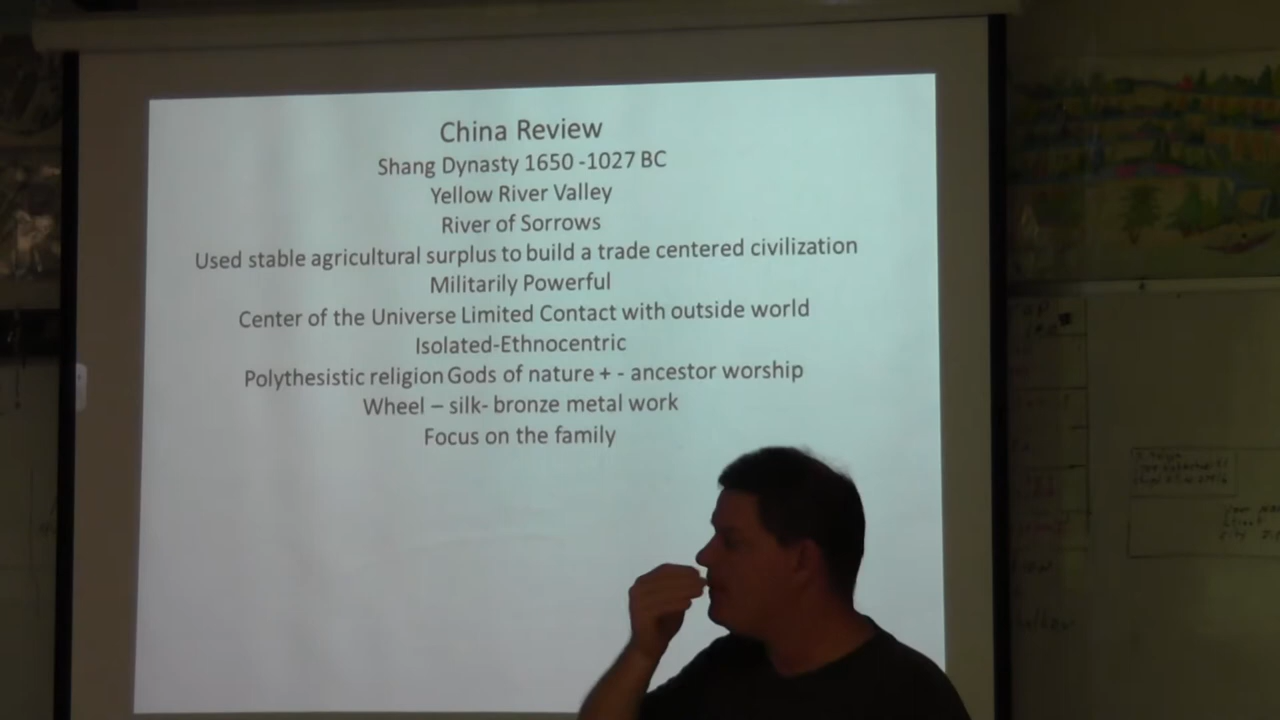 China Review
Shang Dynasty 1650 -1027 BC
Yellow River Valley
River of Sorrows
Used stable agricultural surplus to build a trade centered civilization
Militarily Powerful
Center of the Universe Limited Contact with outside world
Isolated-Ethnocentric
Polythesistic religion Gods of nature + - ancestor worship
Wheel – silk- bronze metal work
Focus on the family